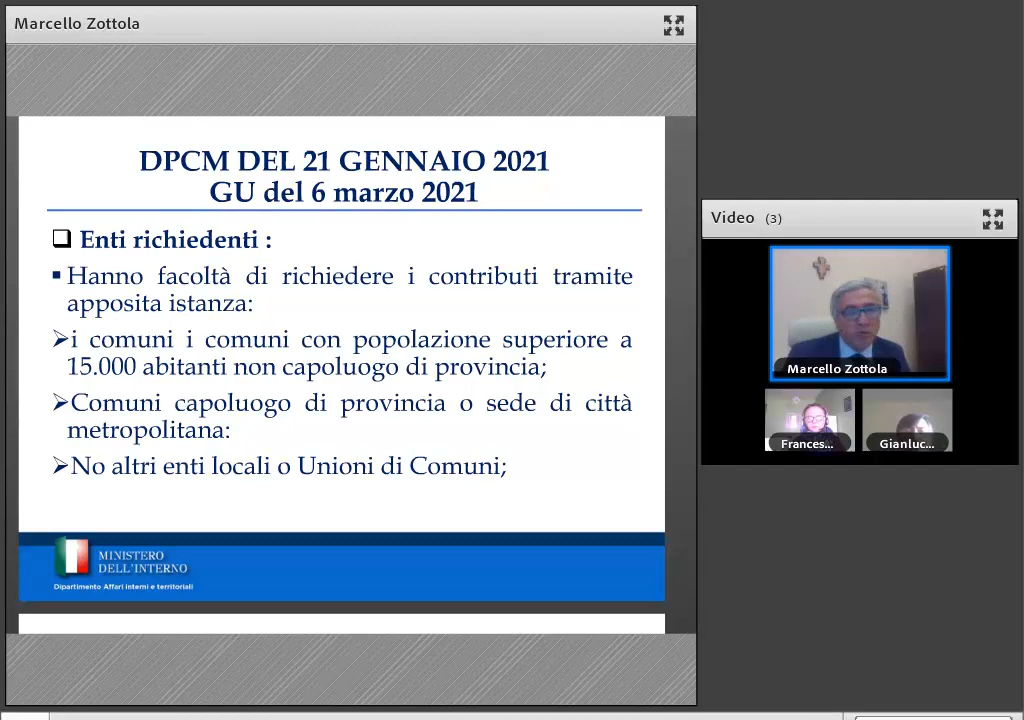 Marcello Zottola
DPCM DEL 21 GENNAIO 2021
GU del 6 marzo 2021
Enti richiedenti :
Hanno facoltà di richiedere i contributi tramite
apposita istanza:
i comuni i comuni con popolazione superiore a
15.000 abitanti non capoluogo di provincia;
Comuni capoluogo di provincia o sede di città
metropolitana:
No altri enti locali o Unioni di Comuni;
MINISTERO
DELL'INTERNO
Dipartimento Affari interni e territoriali
Video (3)
Marcello Zottola
Frances...
Gianluc...